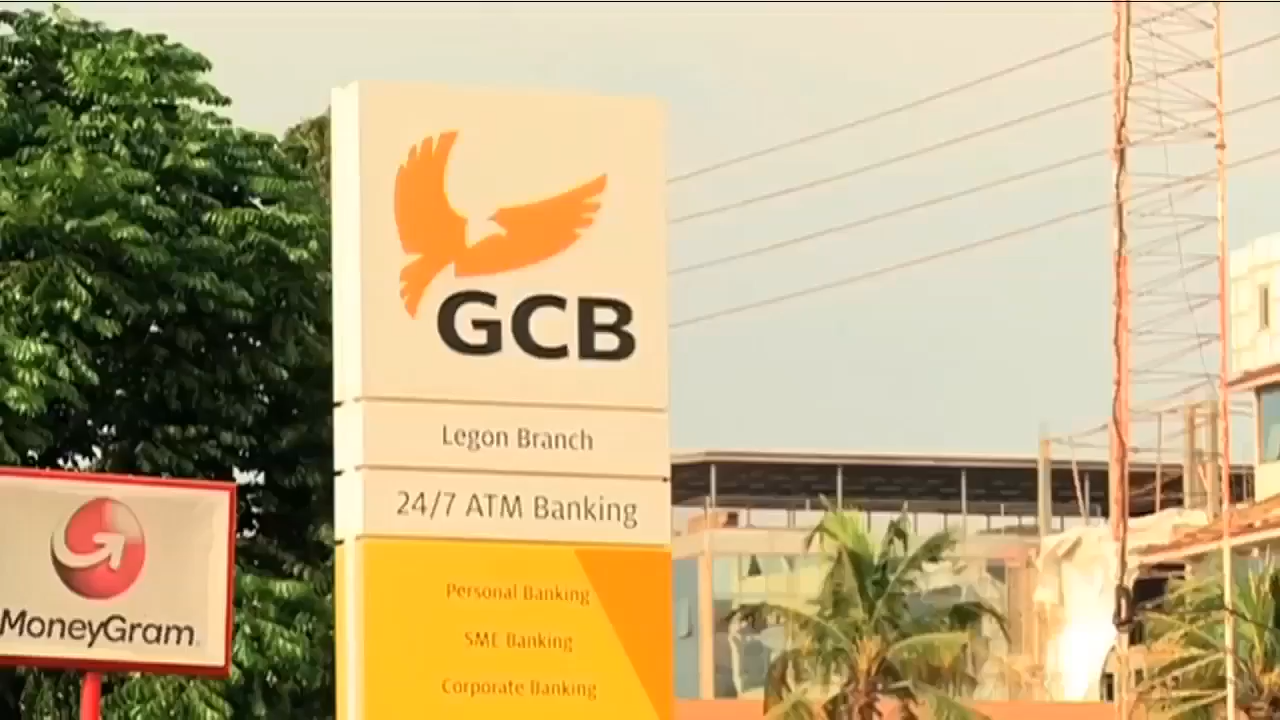 GCB
Legon Branch
24/7 ATM Banking
Personal Banking
SME Banking
Corporate Banking
MoneyGram